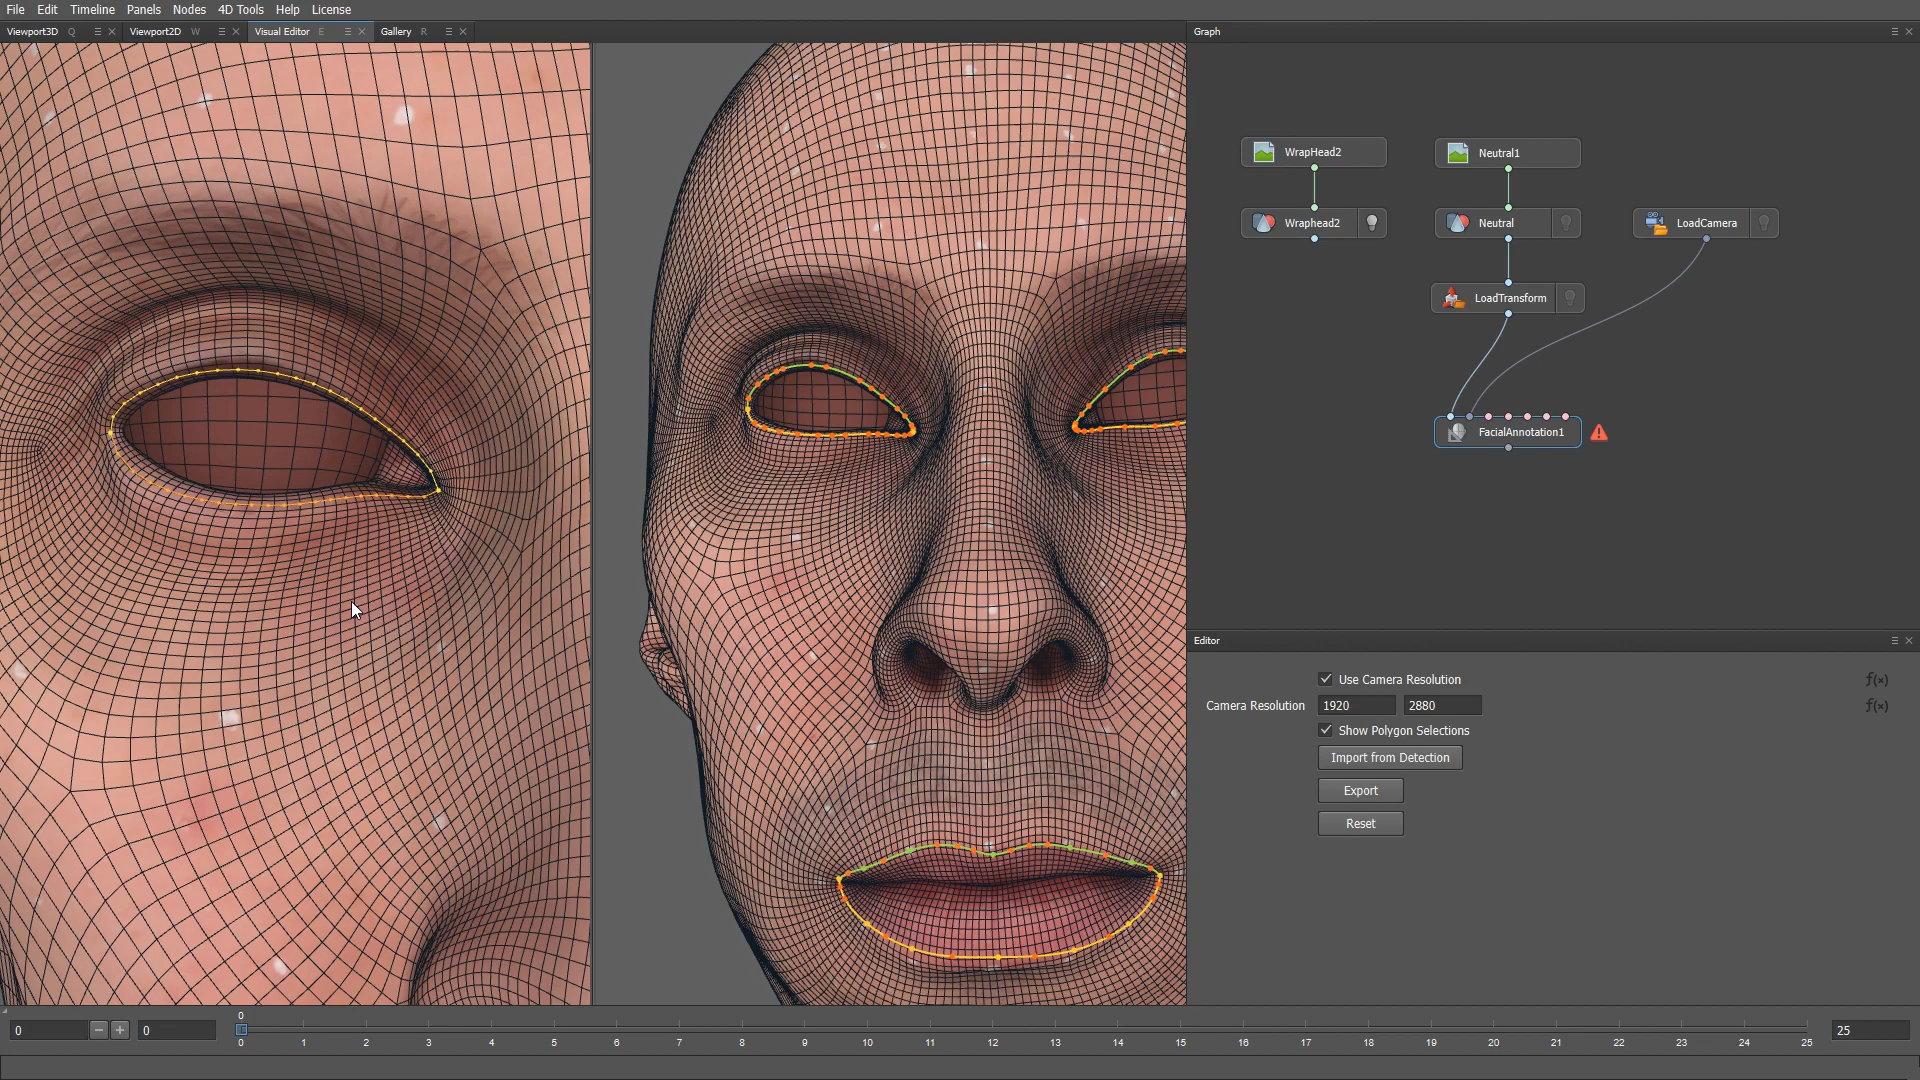 File Edit Timeline Panels Nodes 4D Tools Help License
Viewport3D Q Viewport2D W Visual Editor E Gallery R Graph
WrapHead2 Neutral1
Wraphead2 Neutral LoadCamera
LoadTransform
FacialAnnotation1
Editor
Use Camera Resolution f(×)
Camera Resolution 1920 2880 f(×)
Show Polygon Selections
Import from Detection
Export
Reset
0
0 0 25
0 1 2 3 4 5 6 7 8 9 10 11 12 13 14 15 16 17 18 19 20 21 22 23 24 25